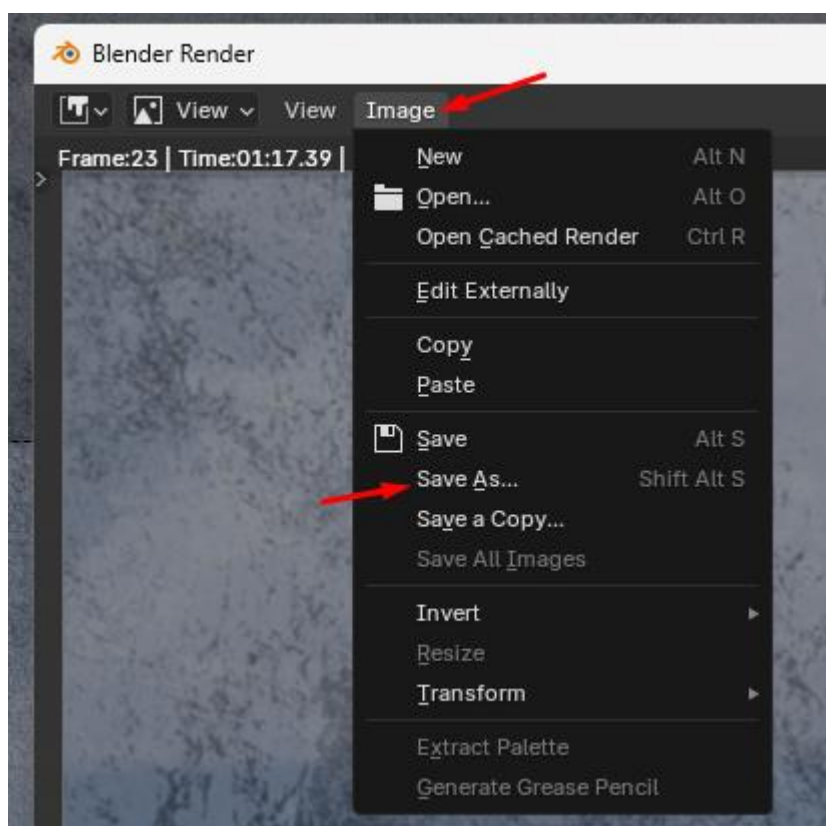 Blender Render
View View Image
Frame:23 | Time:01:17.39 |
New Alt N
Open... Alt O
Open Cached Render Ctrl R
Edit Externally
Copy
Paste
Save Alt S
Save As... Shift Alt S
Save a Copy...
Save All Images
Invert
Resize
Transform
Extract Palette
Generate Grease Pencil